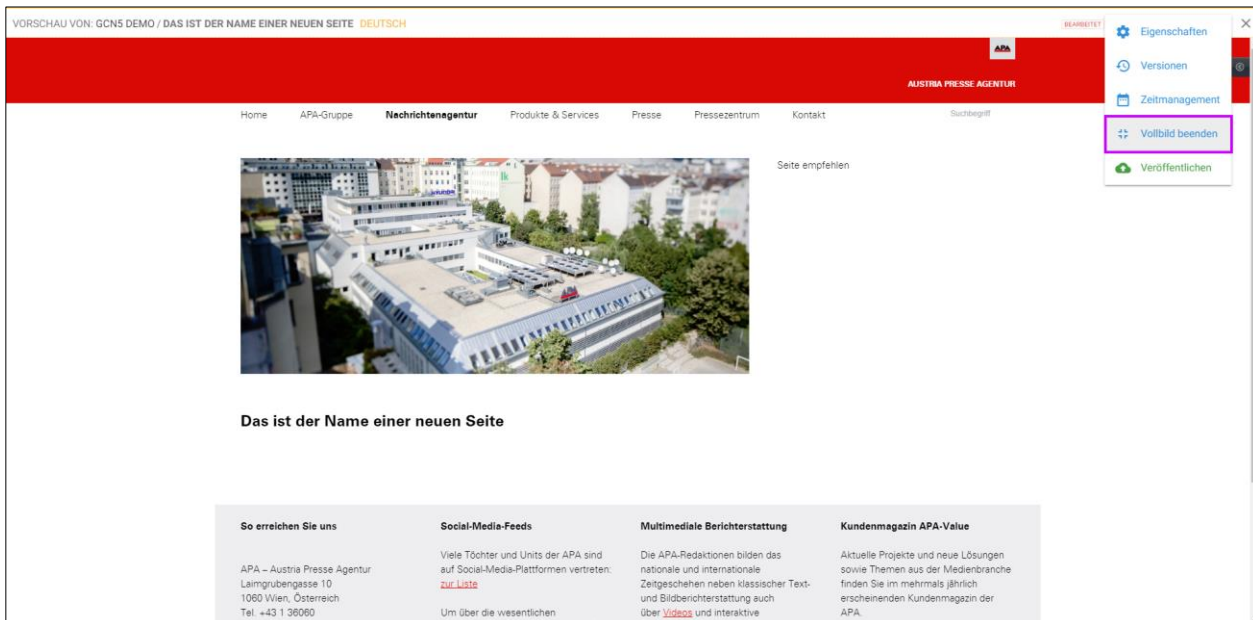 VORSCHAU VON: GCN5 DEMO / DAS IST DER NAME EINER NEUEN SEITE DEUTSCH
BEARBEITET
Eigenschaften
Versionen
Zeitmanagement
Vollbild beenden
Veröffentlichen
APA
AUSTRIA PRESSE AGENTUR
Home APA-Gruppe Nachrichtenagentur Produkte & Services Presse Pressezentrum Kontakt Suchbegriff
Seite empfehlen
Das ist der Name einer neuen Seite
So erreichen Sie uns
APA – Austria Presse Agentur
Laimgrubengasse 10
1060 Wien, Österreich
Tel. +43 1 36060
Social-Media-Feeds
Viele Töchter und Units der APA sind
auf Social-Media-Plattformen vertreten:
zur Liste
Um über die wesentlichen
Multimediale Berichterstattung
Die APA-Redaktionen bilden das
nationale und internationale
Zeitgeschehen neben klassischer Text-
und Bildberichterstattung auch
über Videos und interaktive
Kundenmagazin APA-Value
Aktuelle Projekte und neue Lösungen
sowie Themen aus der Medienbranche
finden Sie im mehrmals jährlich
erscheinenden Kundenmagazin der
APA.